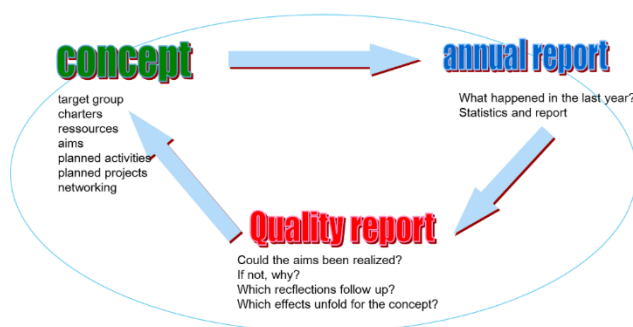 concept
target group
charters
ressources
aims
planned activities
planned projects
networking
annual report
What happened in the last year?
Statistics and report
Quality report
Could the aims been realized?
If not, why?
Which recflections follow up?
Which effects unfold for the concept?